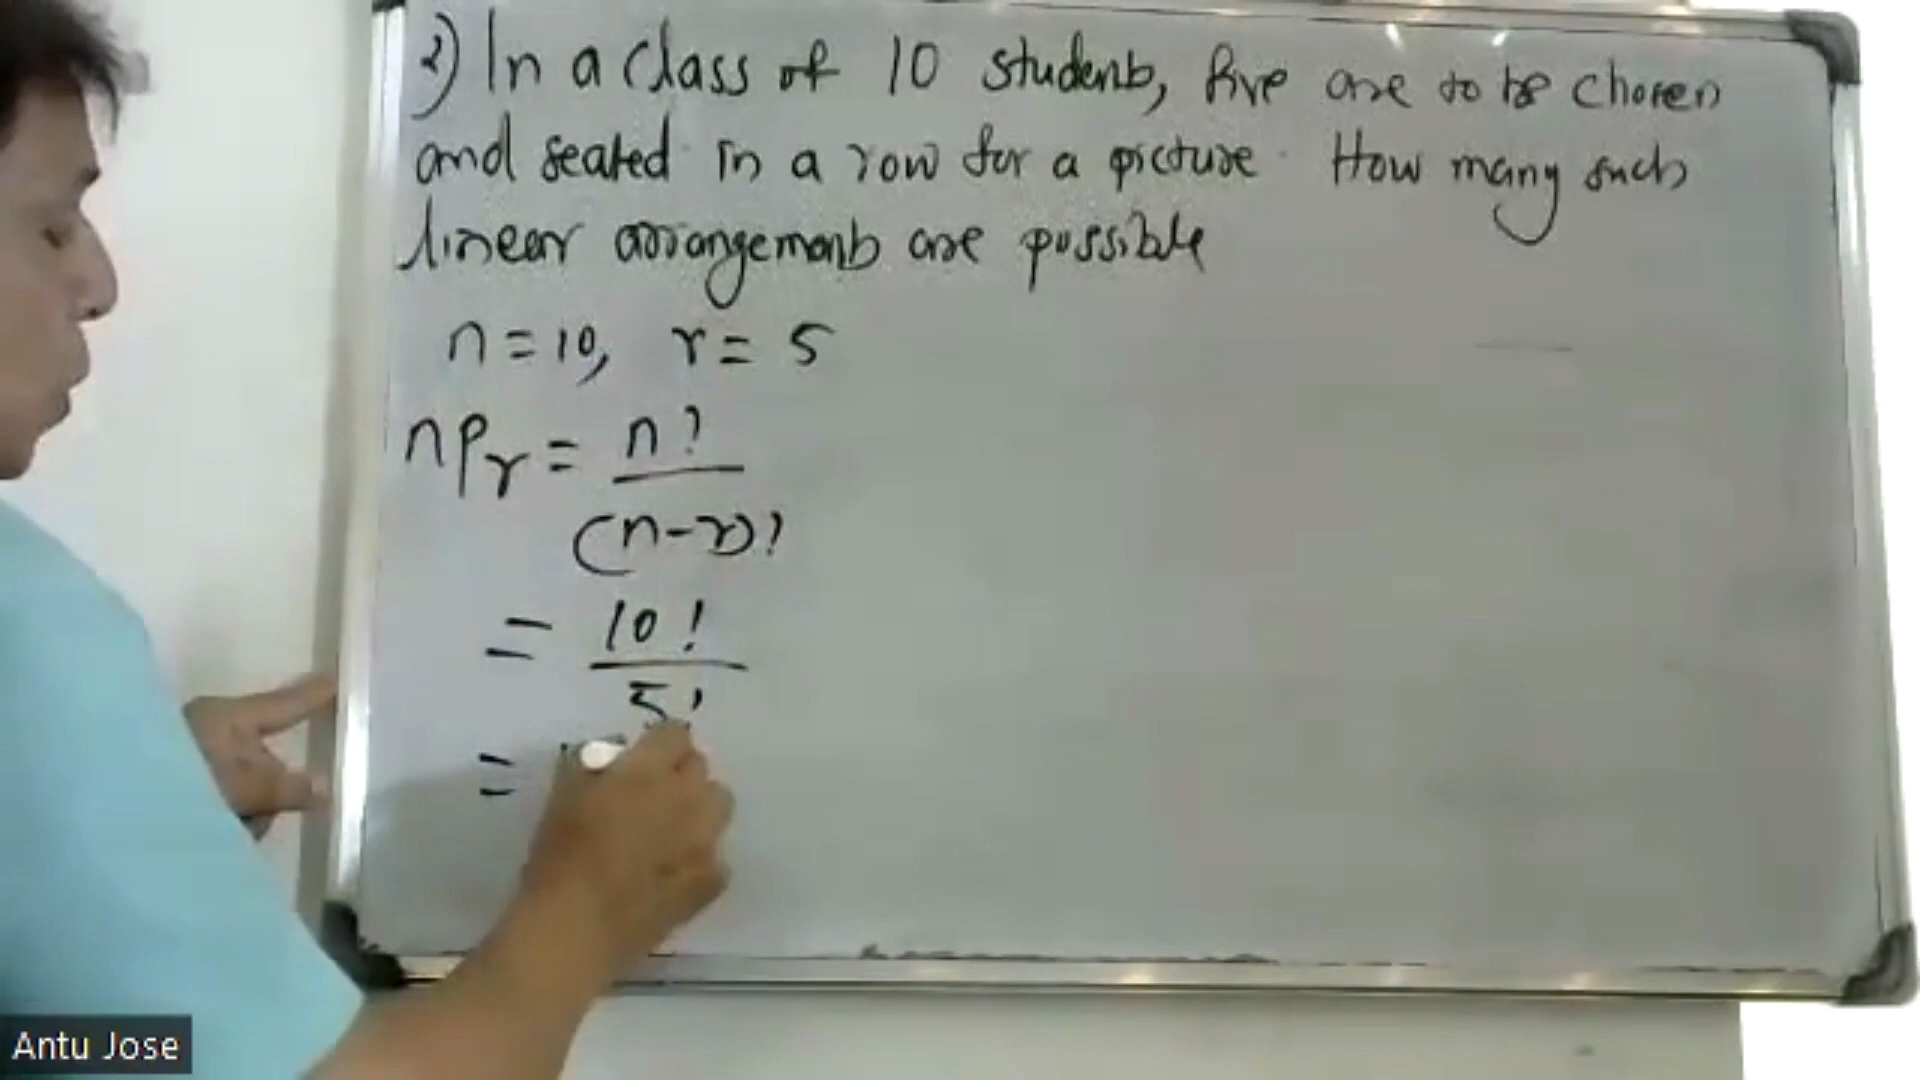 2) In a class of 10 students, five are to be chosen
and seated in a row for a picture. How many such
linear arrangements are possible
n = 10, r = 5
nPr = n!
(n-r)!
= 10!
5!
=
Antu Jose